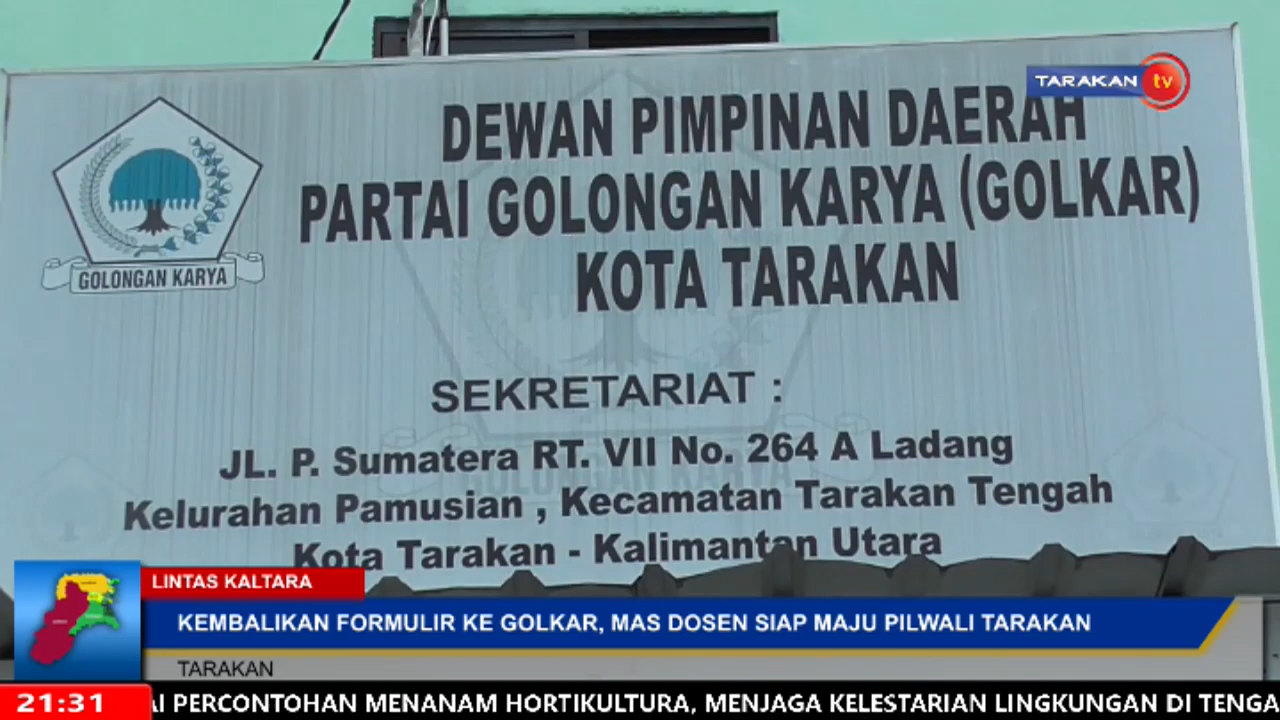 TARAKAN tv
DEWAN PIMPINAN DAERAH
PARTAI GOLONGAN KARYA (GOLKAR)
KOTA TARAKAN
GOLONGAN KARYA
SEKRETARIAT :
JL. P. Sumatera RT. VII No. 264 A Ladang
Kelurahan Pamusian , Kecamatan Tarakan Tengah
Kota Tarakan - Kalimantan Utara
LINTAS KALTARA
KEMBALIKAN FORMULIR KE GOLKAR, MAS DOSEN SIAP MAJU PILWALI TARAKAN
TARAKAN
21:31 AI PERCONTOHAN MENANAM HORTIKULTURA, MENJAGA KELESTARIAN LINGKUNGAN DI TENGA